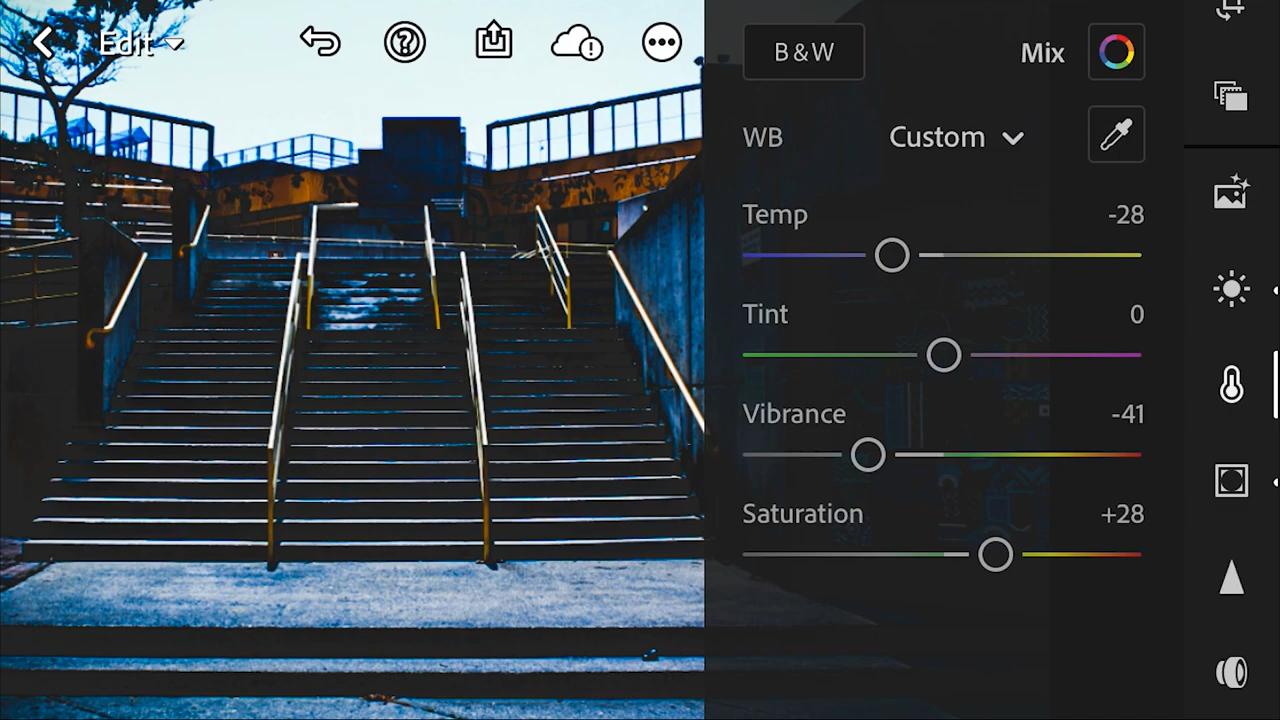 Edit
B&W
Mix
WB
Custom
Temp
-28
Tint
0
Vibrance
-41
Saturation
+28